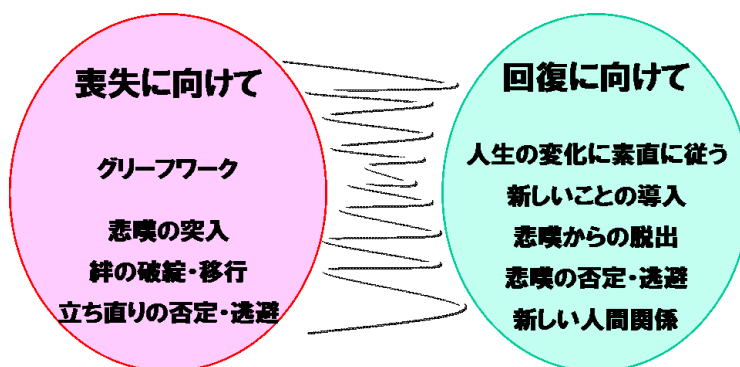 喪失に向けて
グリーフワーク
悲嘆の突入
絆の破綻・移行
立ち直りの否定・逃避
回復に向けて
人生の変化に素直に従う
新しいことの導入
悲嘆からの脱出
悲嘆の否定・逃避
新しい人間関係